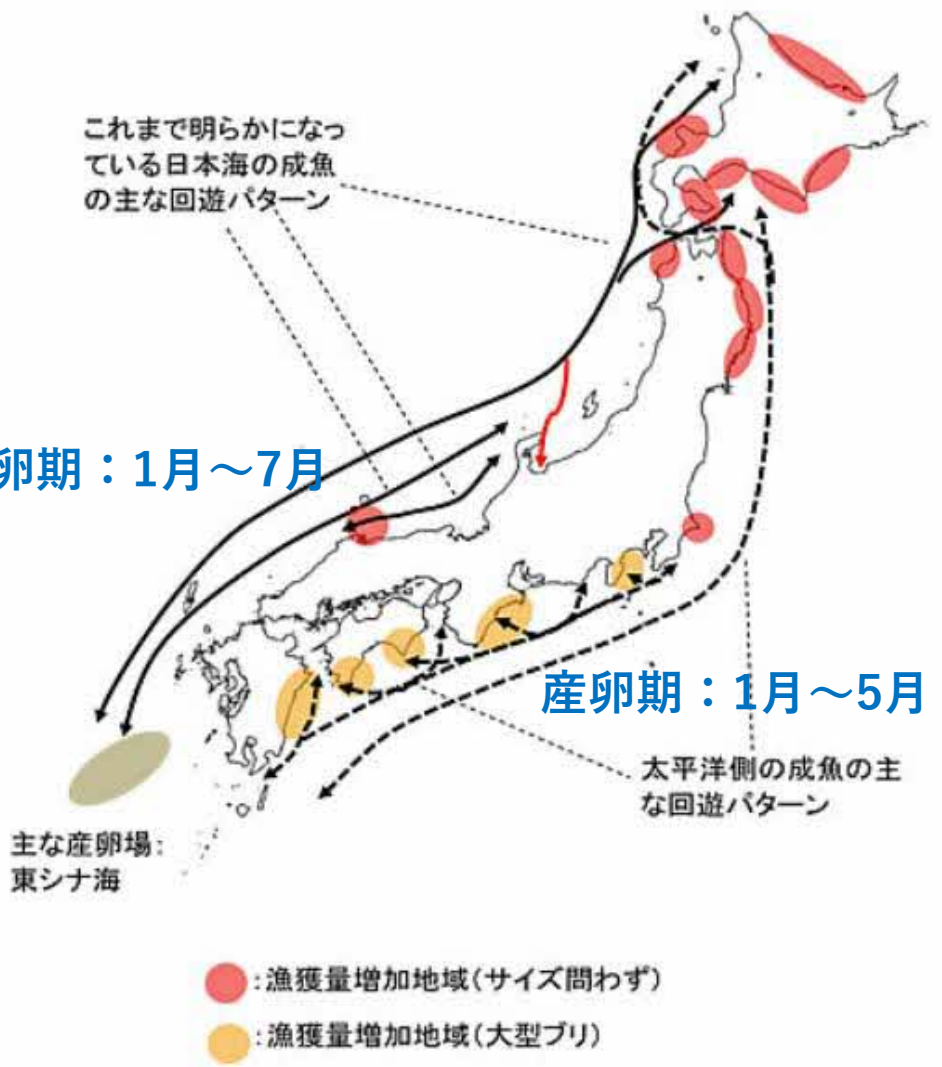 これまで明らかになっ
ている日本海の成魚
の主な回遊パターン
卵期：1月～7月
産卵期：1月～5月
太平洋側の成魚の主
な回遊パターン
主な産卵場：
東シナ海
：漁獲量増加地域（サイズ問わず）
：漁獲量増加地域（大型ブリ）